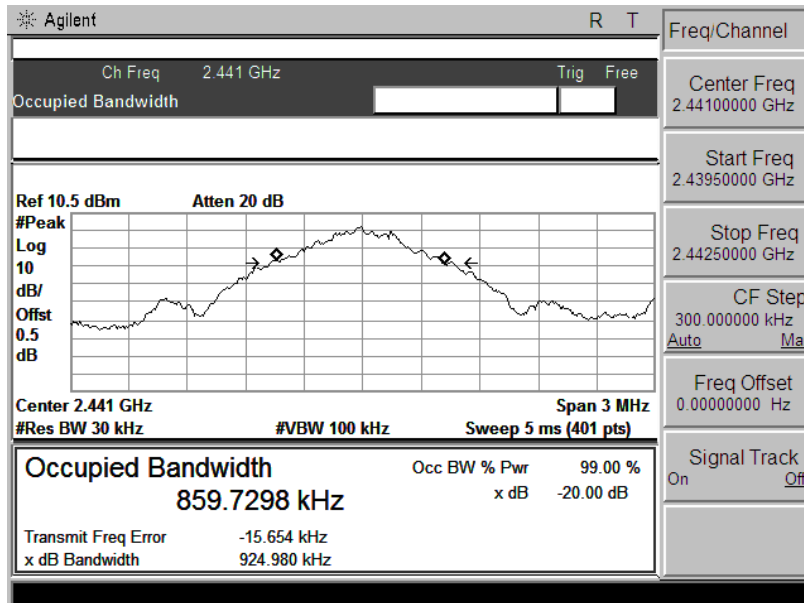 Agilent R T
Freq/Channel
Ch Freq 2.441 GHz Trig Free
Occupied Bandwidth
Center Freq
2.44100000 GHz
Start Freq
2.43950000 GHz
Stop Freq
2.44250000 GHz
CF Step
300.000000 kHz
Auto Ma
Freq Offset
0.00000000 Hz
Signal Track
On Off
Ref 10.5 dBm Atten 20 dB
#Peak
Log
10
dB/
Offst
0.5
dB
Center 2.441 GHz Span 3 MHz
#Res BW 30 kHz #VBW 100 kHz Sweep 5 ms (401 pts)
Occupied Bandwidth Occ BW % Pwr 99.00 %
859.7298 kHz x dB -20.00 dB
Transmit Freq Error -15.654 kHz
x dB Bandwidth 924.980 kHz